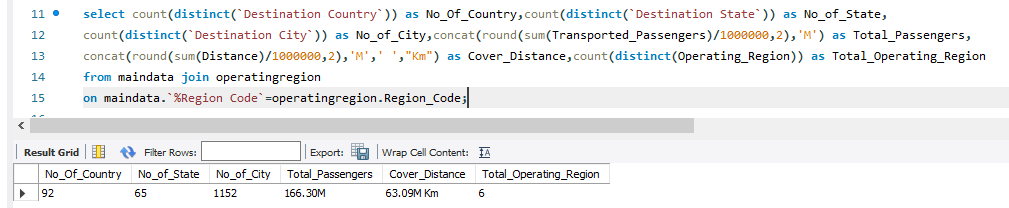 11 select count(distinct(`Destination Country`)) as No_Of_Country,count(distinct(`Destination State`)) as No_of_State,
12 count(distinct(`Destination City`)) as No_of_City,concat(round(sum(Transported_Passengers)/1000000,2),'M') as Total_Passengers,
13 concat(round(sum(Distance)/1000000,2),'M',' ',"Km") as Cover_Distance,count(distinct(Operating_Region)) as Total_Operating_Region
14 from maindata join operatingregion
15 on maindata.`%Region Code`=operatingregion.Region_Code;
Result Grid Filter Rows: Export: Wrap Cell Content:
No_Of_Country No_of_State No_of_City Total_Passengers Cover_Distance Total_Operating_Region
92 65 1152 166.30M 63.09M Km 6